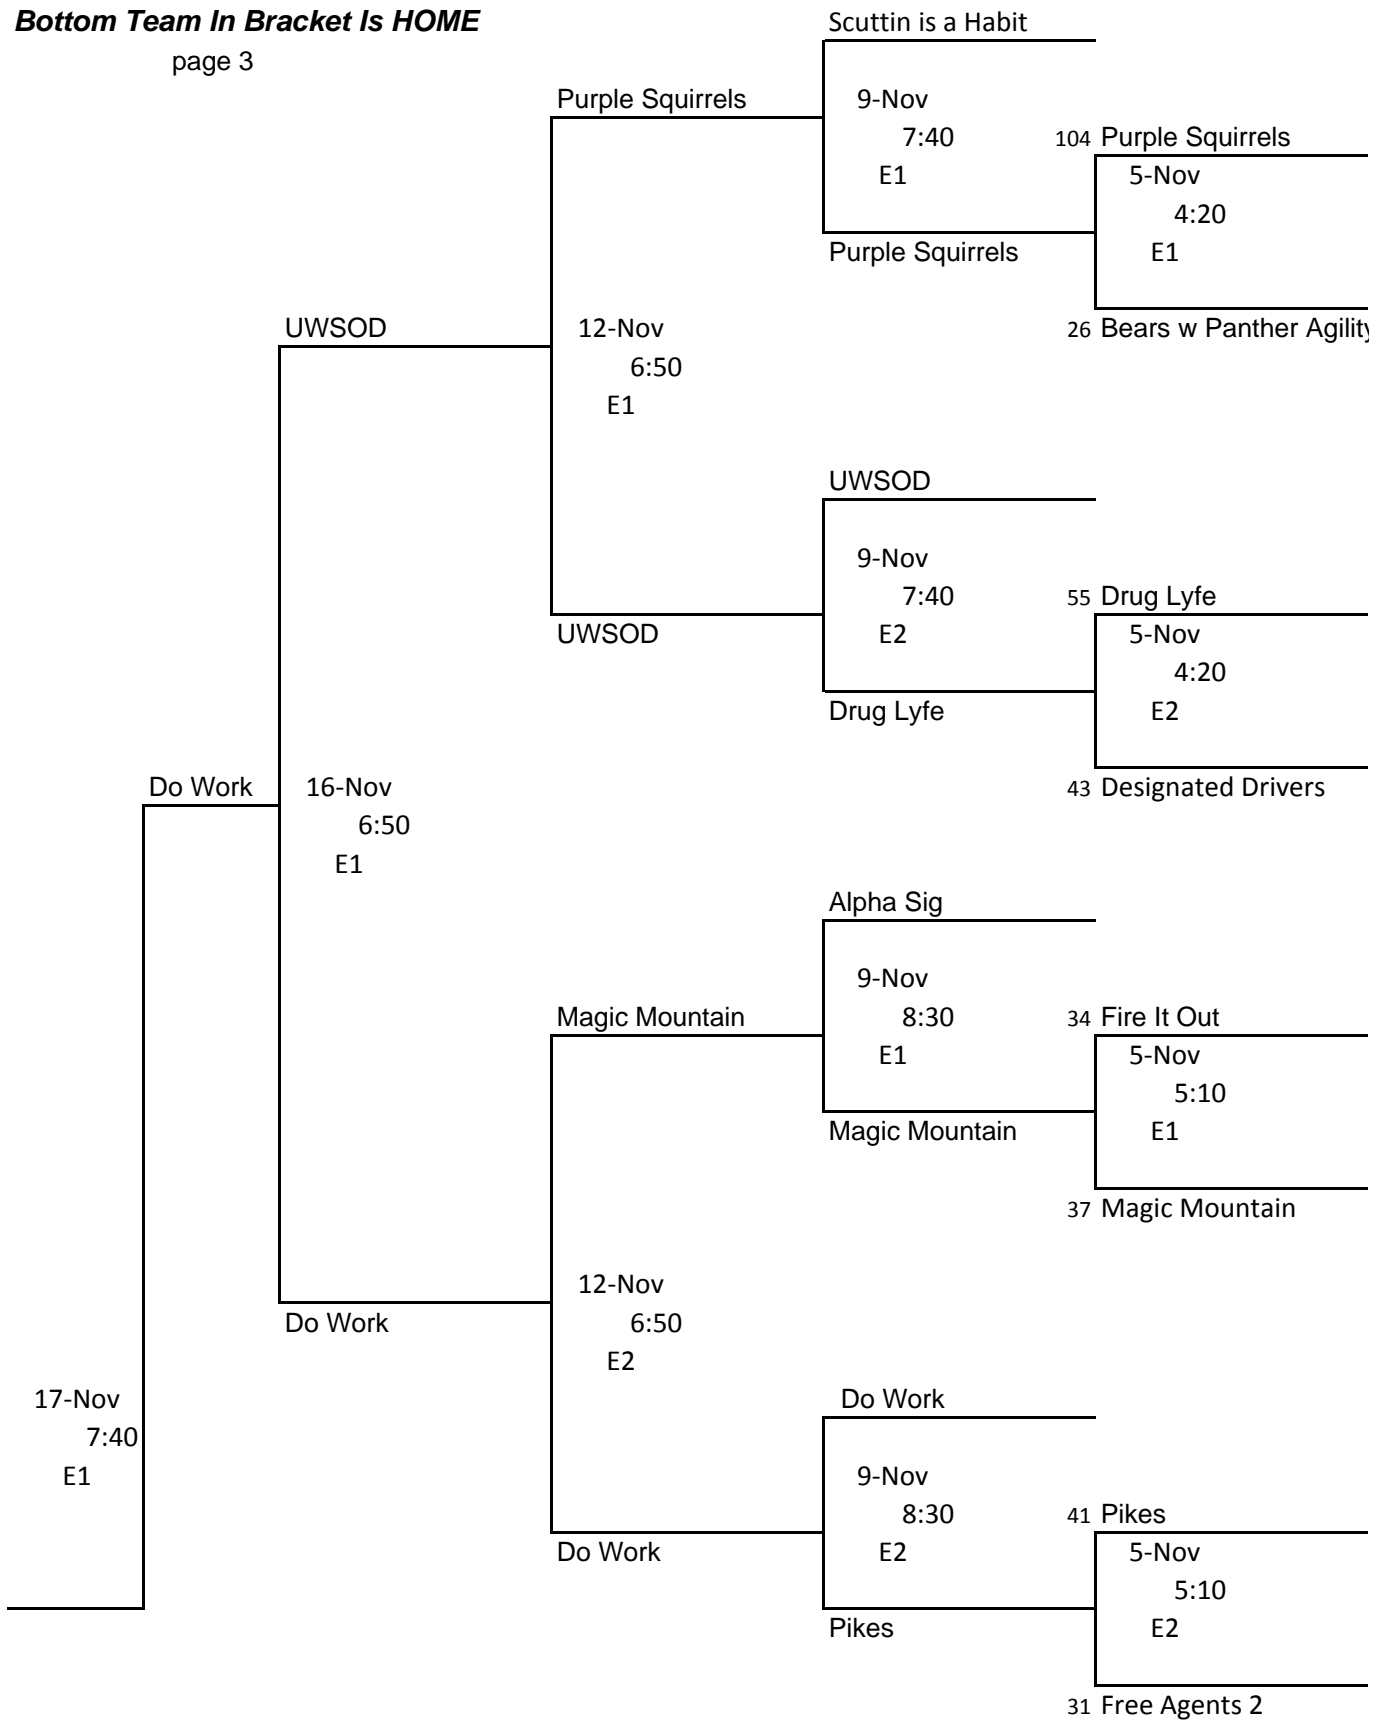 Bottom Team In Bracket Is HOME
Scuttin is a Habit
page 3
Purple Squirrels
9-Nov
7:40
104 Purple Squirrels
E1
5-Nov
4:20
Purple Squirrels
E1
UWSOD
12-Nov
26 Bears w Panther Agility
6:50
E1
UWSOD
9-Nov
7:40
55 Drug Lyfe
UWSOD
E2
5-Nov
4:20
Drug Lyfe
E2
Do Work
16-Nov
43 Designated Drivers
6:50
E1
Alpha Sig
9-Nov
Magic Mountain
8:30
34 Fire It Out
E1
5-Nov
5:10
Magic Mountain
E1
37 Magic Mountain
12-Nov
Do Work
6:50
E2
17-Nov
Do Work
7:40
E1
9-Nov
8:30
41 Pikes
Do Work
E2
5-Nov
5:10
Pikes
E2
31 Free Agents 2